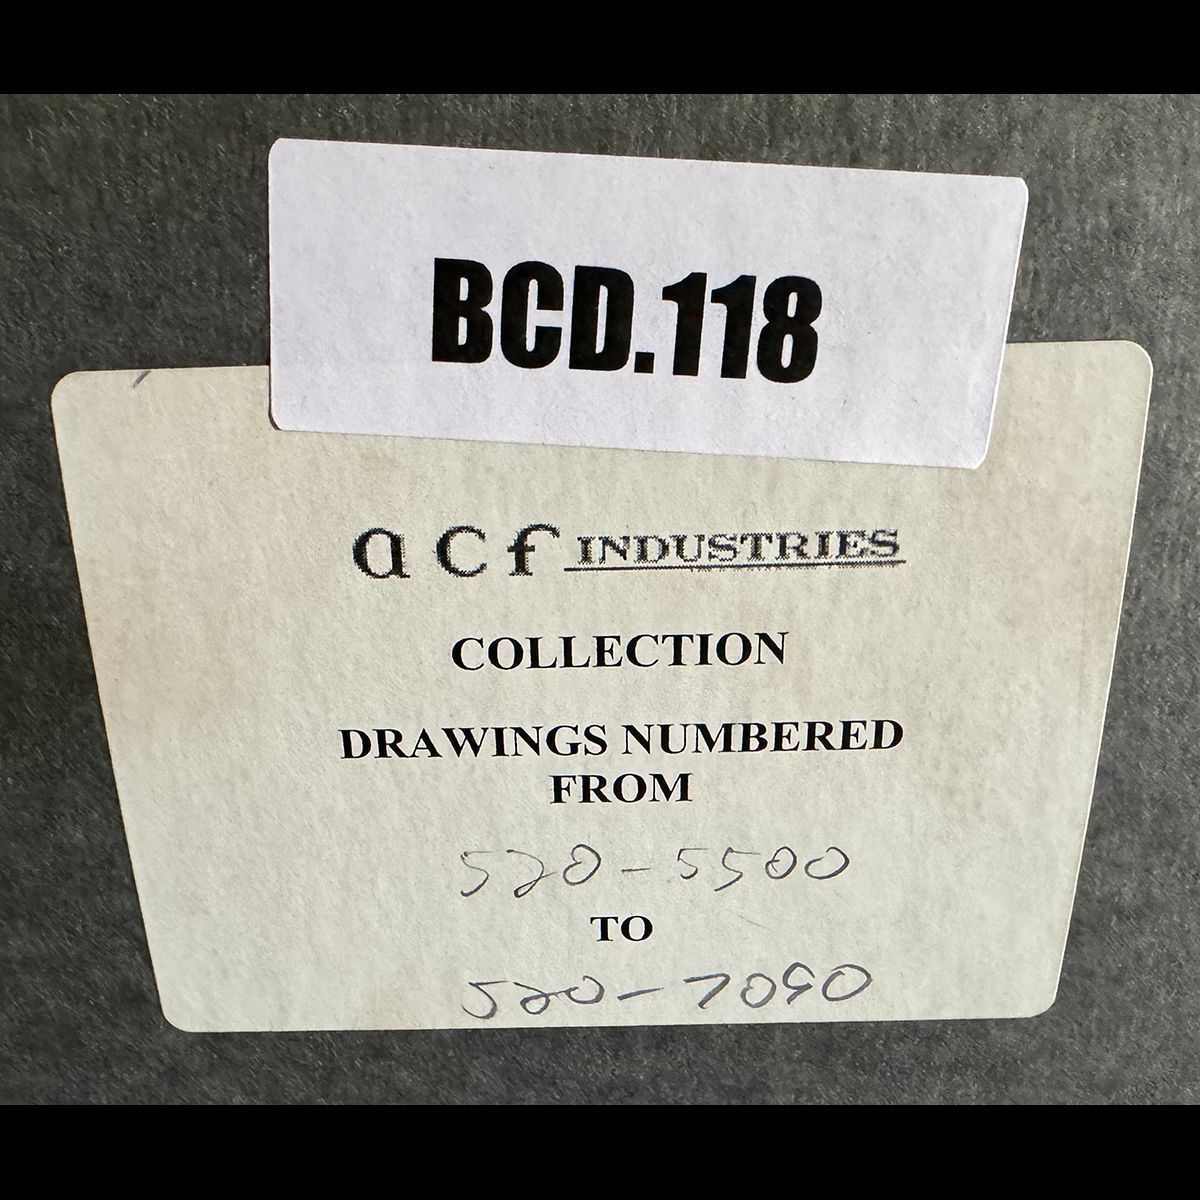 BCD.118
acf INDUSTRIES
COLLECTION
DRAWINGS NUMBERED
FROM
520-5500
TO
520-7090